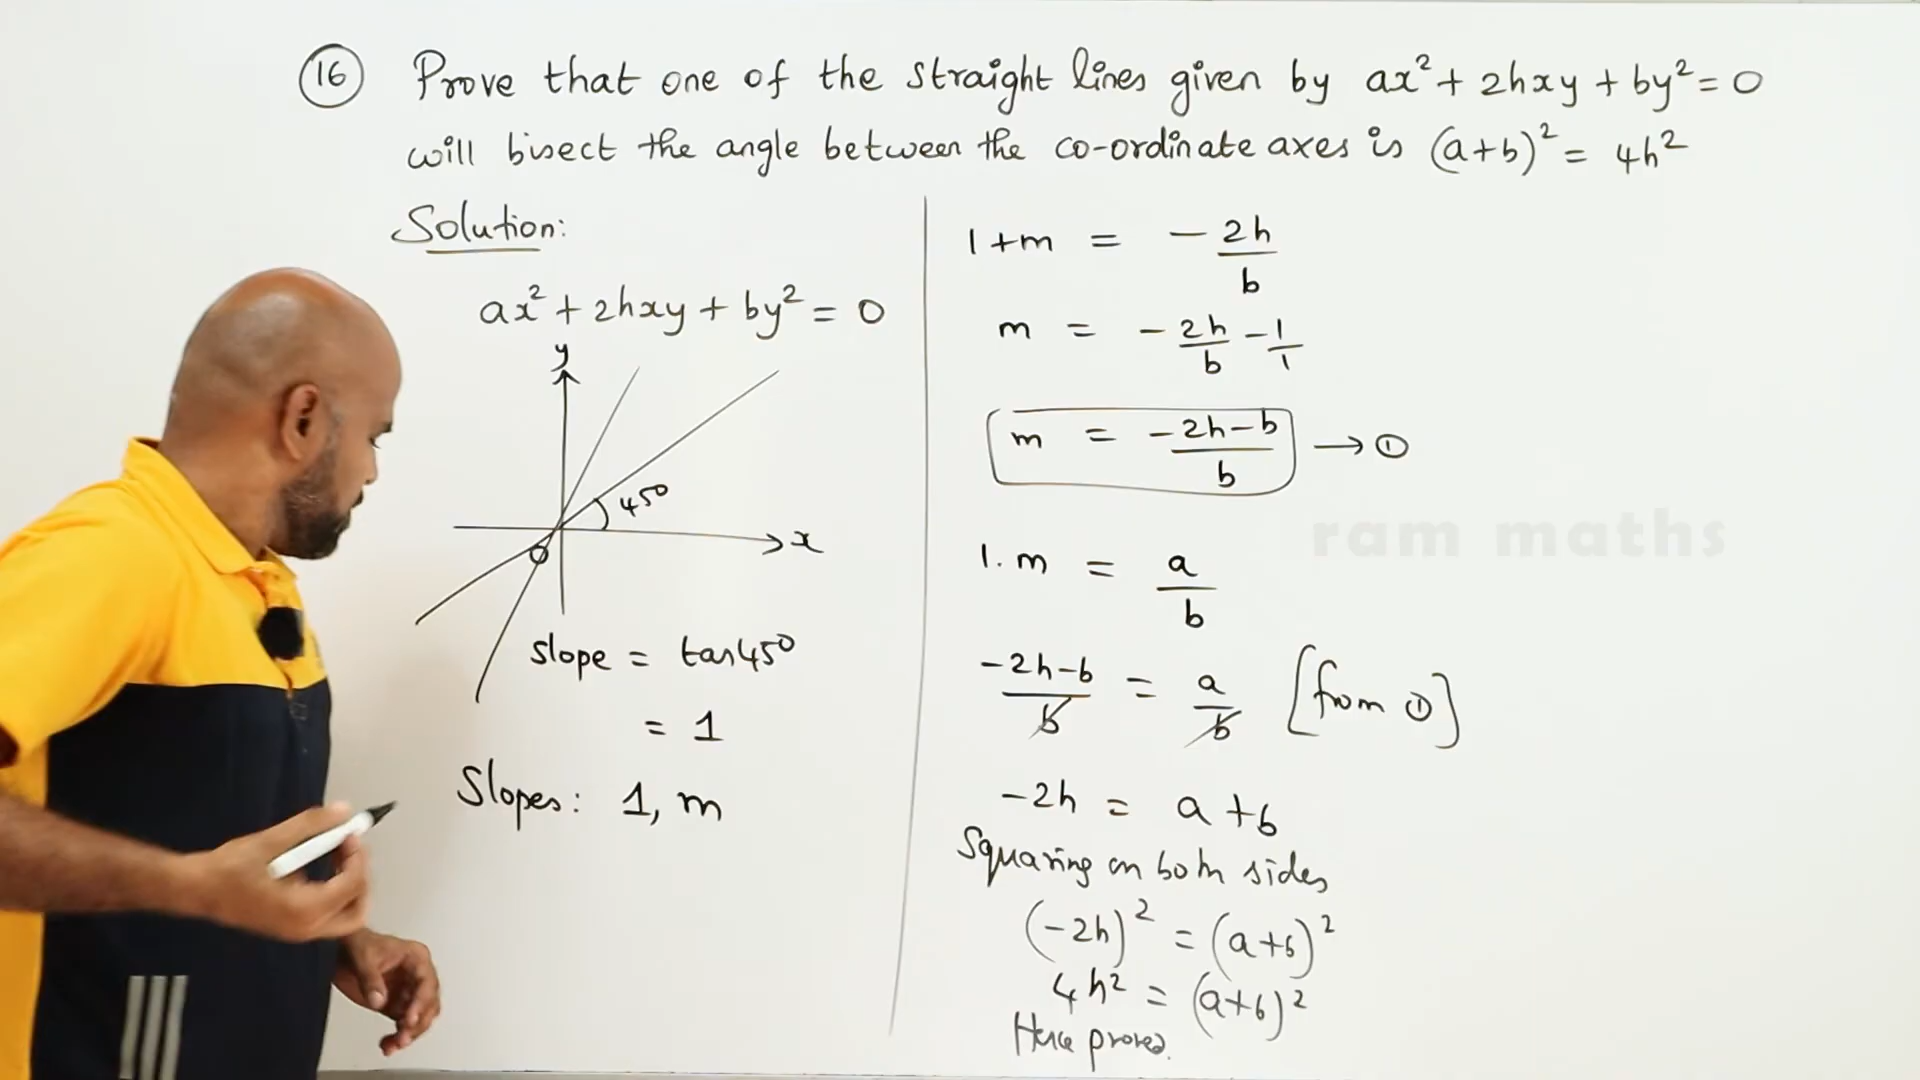 16 Prove that one of the straight lines given by ax² + 2hxy + by² = 0
will bisect the angle between the co-ordinate axes is (a+b)² = 4h²
Solution:
ax² + 2hxy + by² = 0
y
45°
x
O
slope = tan45°
= 1
Slopes: 1, m
1 + m = - 2h/b
m = - 2h/b - 1/1
m = -2h-b/b → ①
ram maths
1. m = a/b
-2h-b/b = a/b [from ①]
-2h = a+b
Squaring on both sides
(-2h)² = (a+b)²
4h² = (a+b)²
Hence proved.